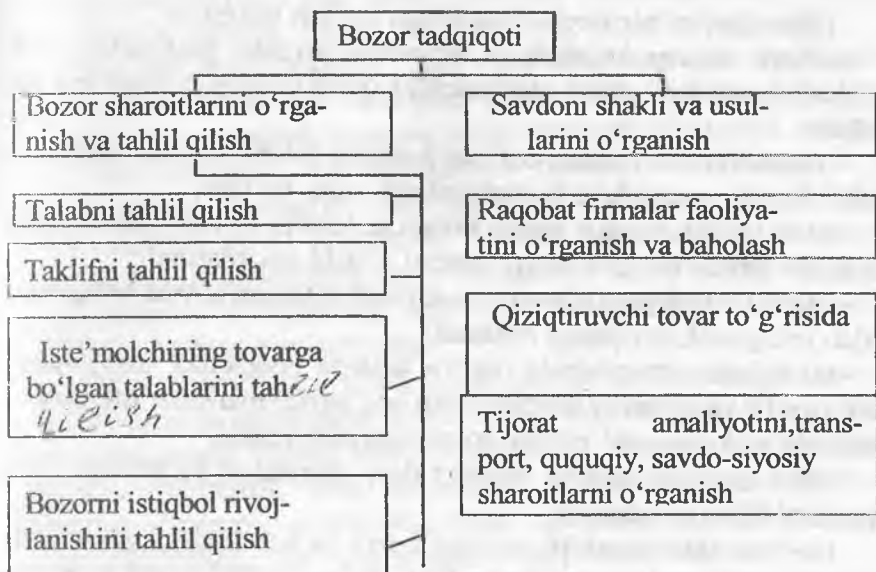 Bozor tadqiqoti
Bozor sharoitlarini o‘rga-
nish va tahlil qilish
Savdoni shakli va usul-
larini o‘rganish
Talabni tahlil qilish
Raqobat firmalar faoliya-
tini o‘rganish va baholash
Taklifni tahlil qilish
Qiziqtiruvchi tovar to‘g‘risida
Iste’molchining tovarga
bo‘lgan talablarini tahlil
qilish
Tijorat amaliyotini,trans-
port, ququqiy, savdo-siyosiy
sharoitlarni o‘rganish
Bozorni istiqbol rivoj-
lanishini tahlil qilish